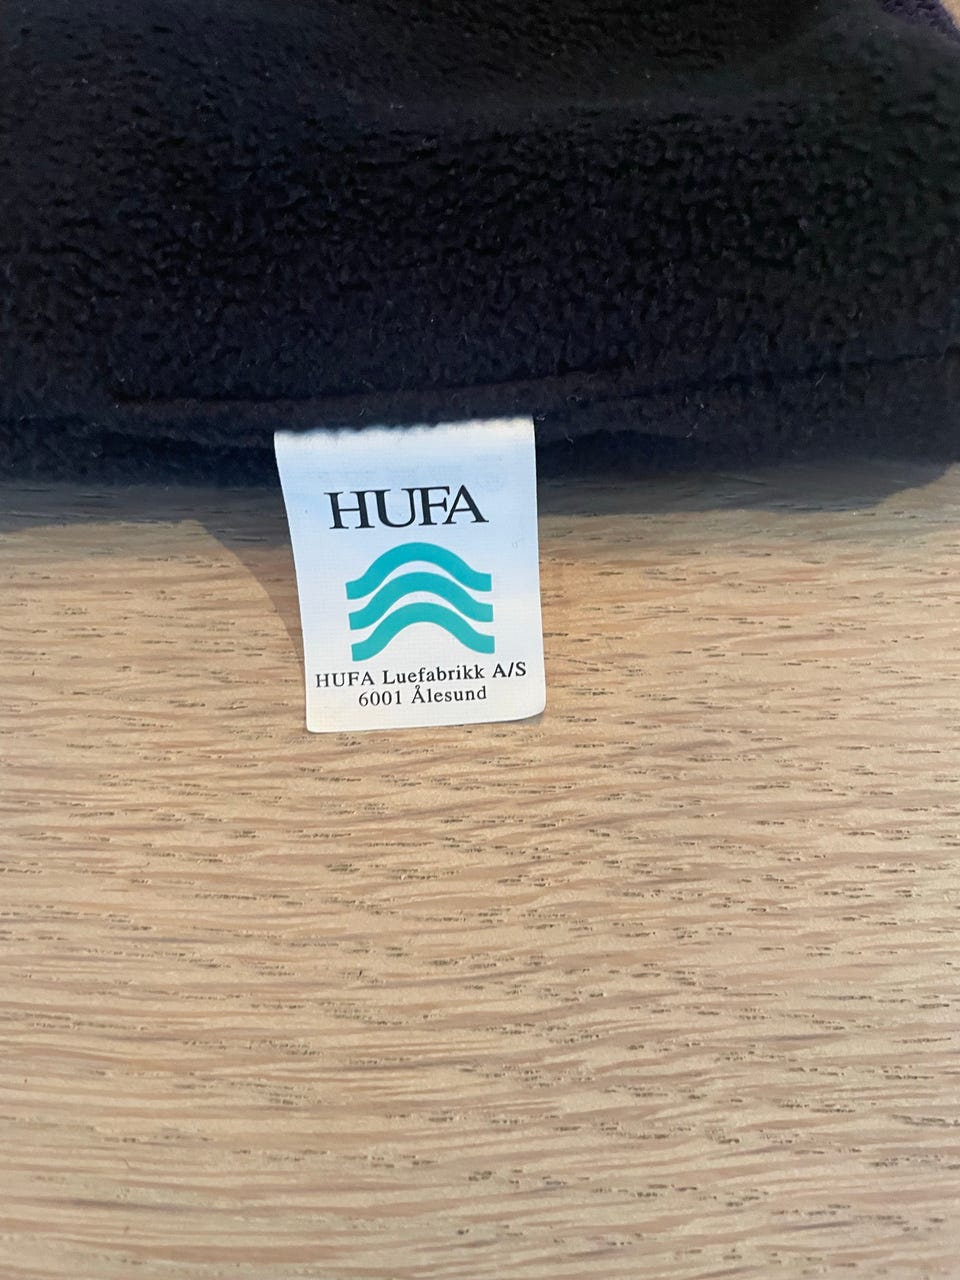 HUFA
HUFA Luefabrikk A/S
6001 Ålesund